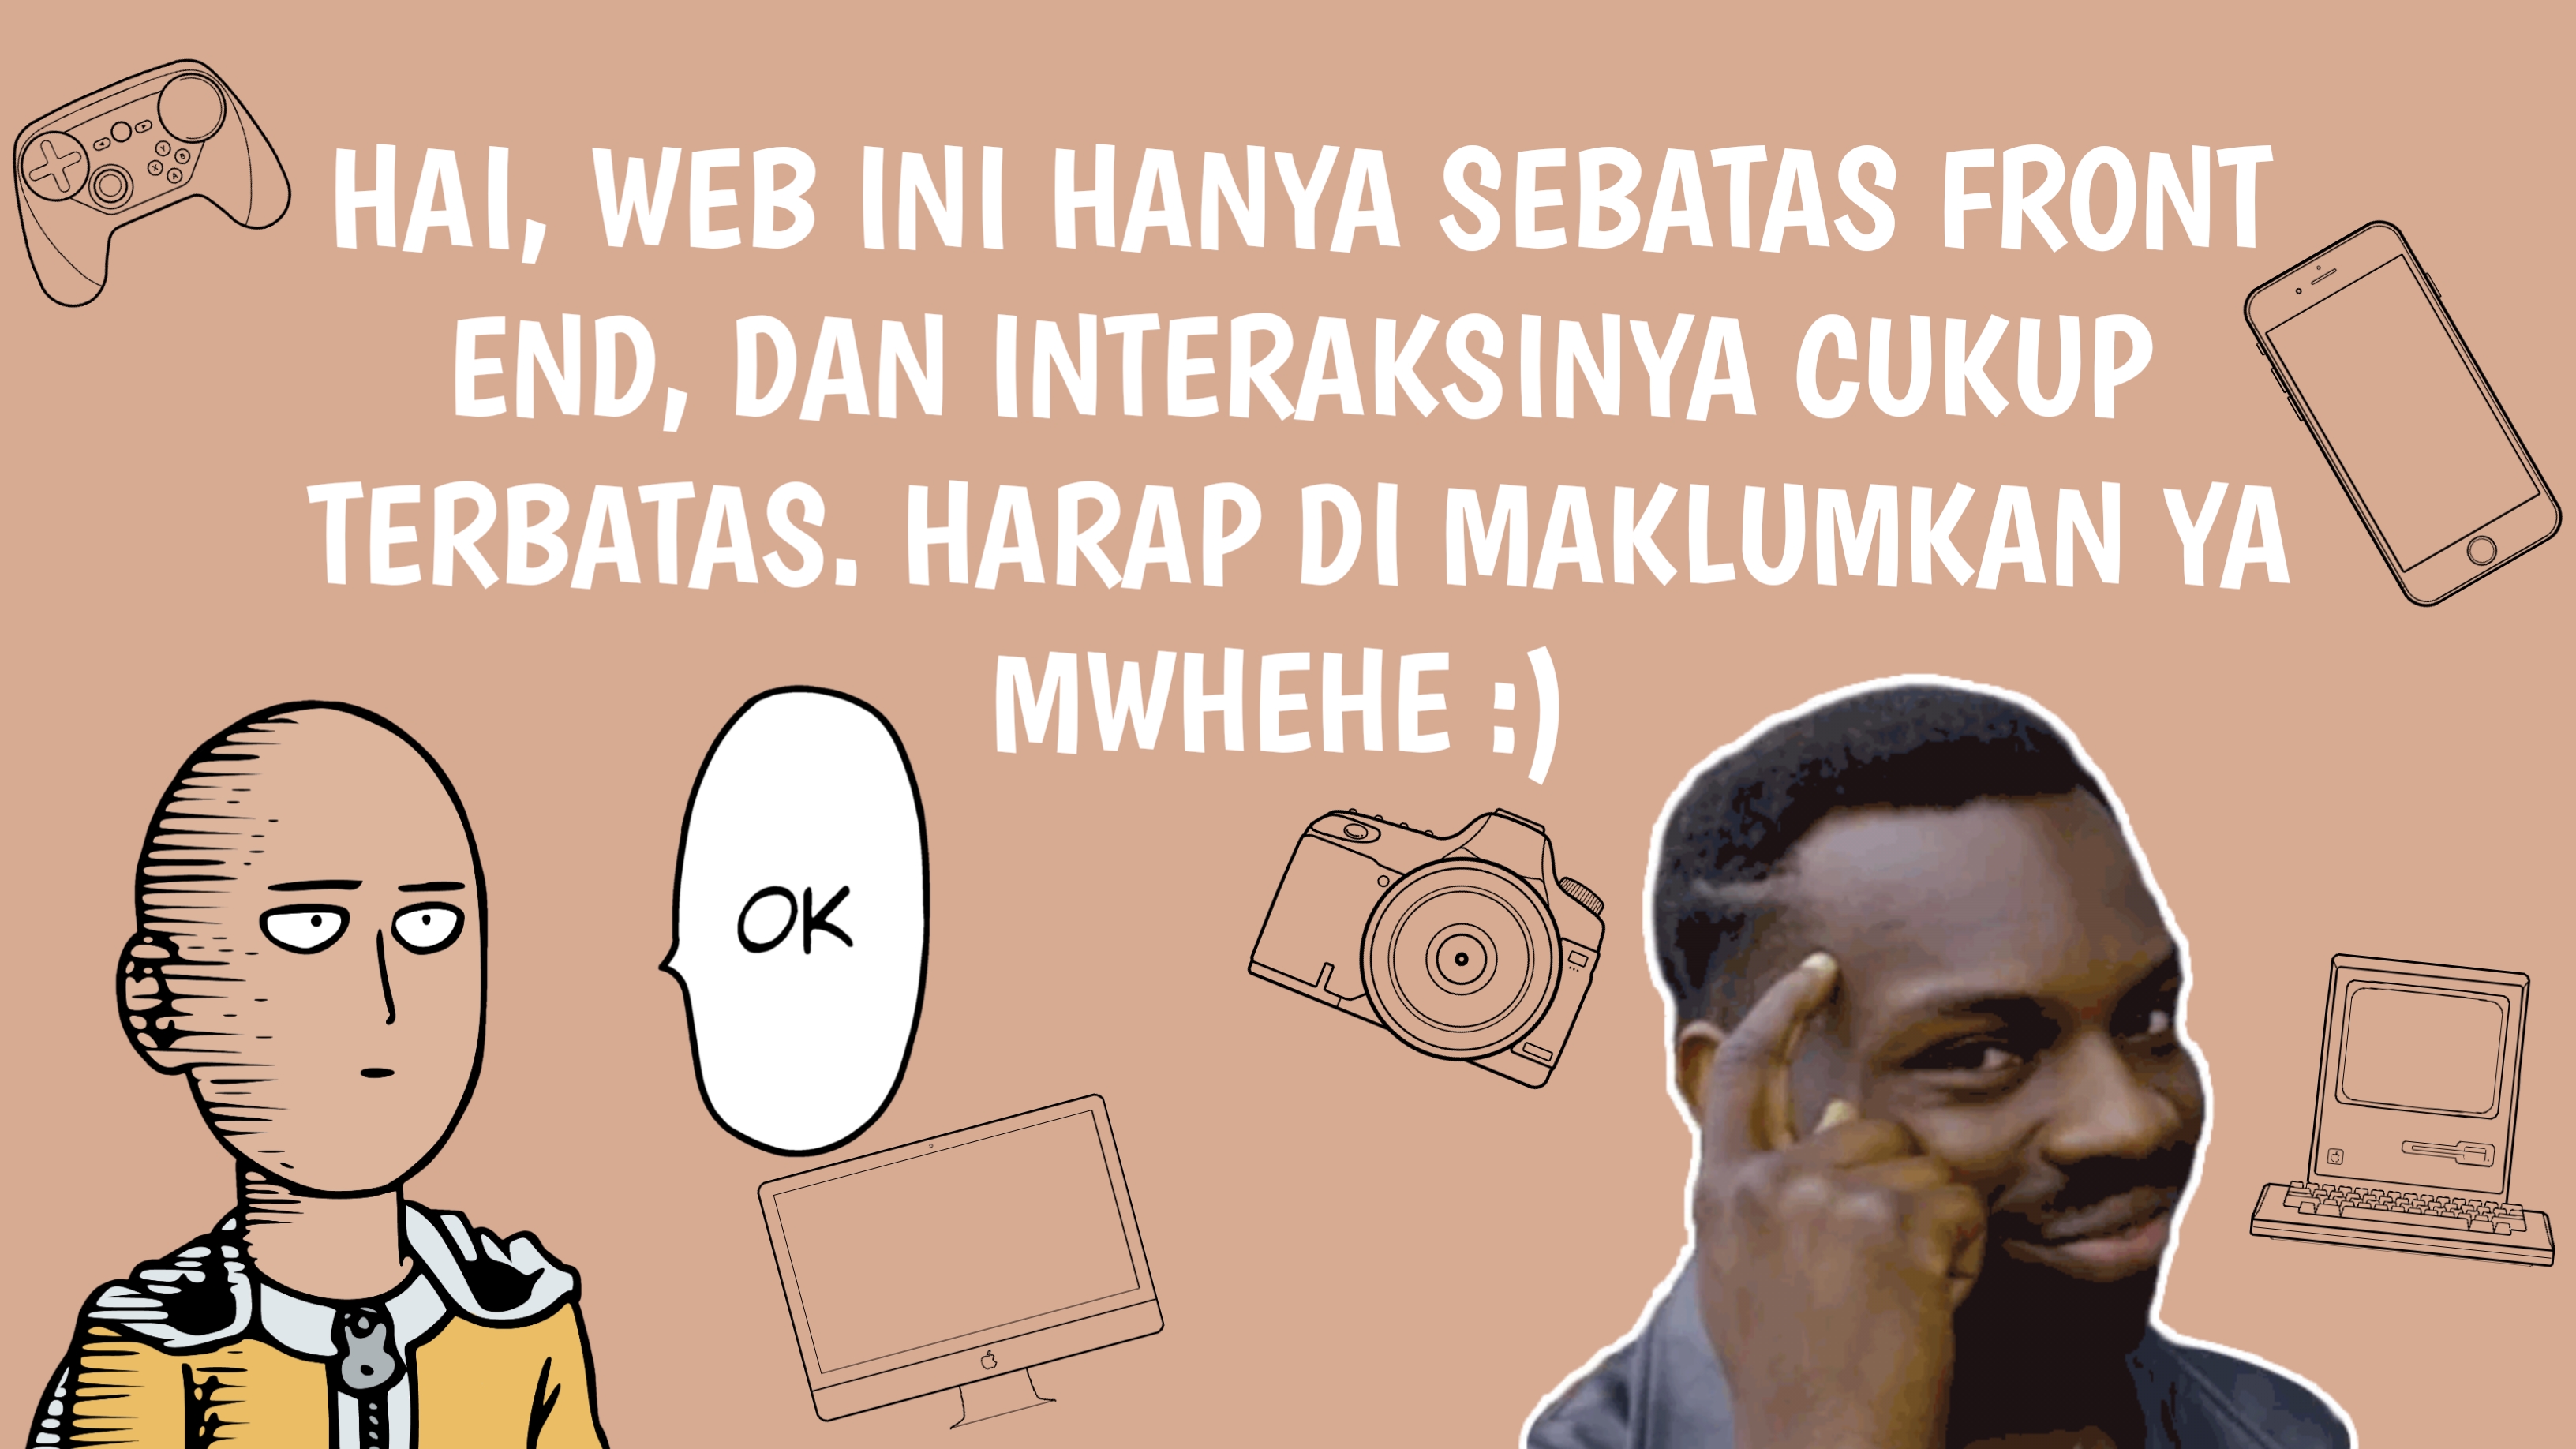 HAI, WEB INI HANYA SEBATAS FRONT
END, DAN INTERAKSINYA CUKUP
TERBATAS. HARAP DI MAKLUMKAN YA
MWHEHE :)
OK